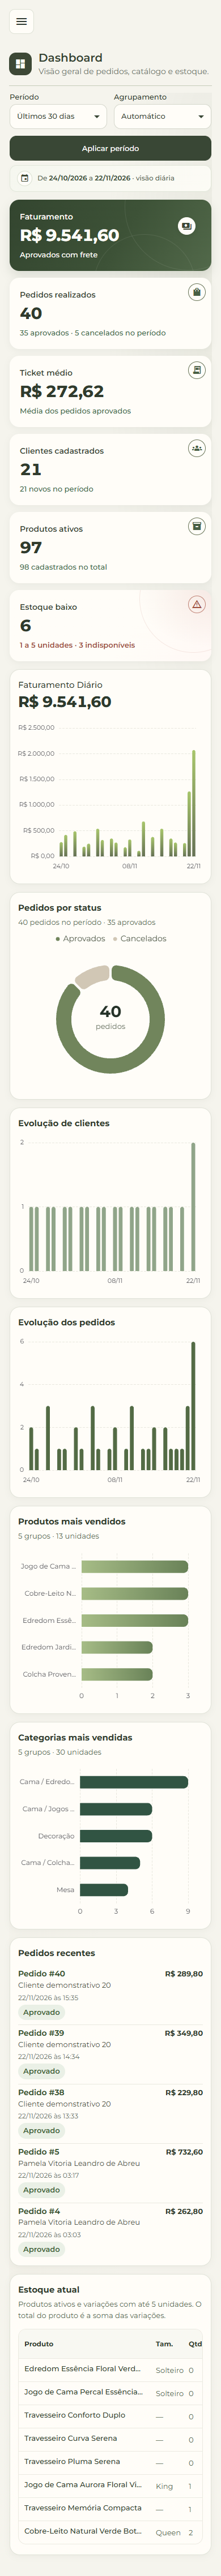 Dashboard
Visão geral de pedidos, catálogo e estoque.
Período
Agrupamento
Últimos 30 dias
Automático
Aplicar período
De 24/10/2026 a 22/11/2026 · visão diária
Faturamento
R$ 9.541,60
Aprovados com frete
Pedidos realizados
40
35 aprovados · 5 cancelados no período
Ticket médio
R$ 272,62
Média dos pedidos aprovados
Clientes cadastrados
21
21 novos no período
Produtos ativos
97
98 cadastrados no total
Estoque baixo
6
1 a 5 unidades · 3 indisponíveis
Faturamento Diário
R$ 9.541,60
R$ 2.500,00
R$ 2.000,00
R$ 1.500,00
R$ 1.000,00
R$ 500,00
R$ 0,00
24/10 08/11 22/11
Pedidos por status
40 pedidos no período · 35 aprovados
Aprovados Cancelados
40
pedidos
Evolução de clientes
2
1
0
24/10 08/11 22/11
Evolução dos pedidos
6
4
2
0
24/10 08/11 22/11
Produtos mais vendidos
5 grupos · 13 unidades
Jogo de Cama ...
Cobre-Leito N...
Edredom Essê...
Edredom Jardi...
Colcha Proven...
0 1 2 3
Categorias mais vendidas
5 grupos · 30 unidades
Cama / Edredo...
Cama / Jogos ...
Decoração
Cama / Colcha...
Mesa
0 3 6 9
Pedidos recentes
Pedido #40 R$ 289,80
Cliente demonstrativo 20
22/11/2026 às 15:35
Aprovado
Pedido #39 R$ 349,80
Cliente demonstrativo 20
22/11/2026 às 14:34
Aprovado
Pedido #38 R$ 229,80
Cliente demonstrativo 20
22/11/2026 às 13:33
Aprovado
Pedido #5 R$ 732,60
Pamela Vitoria Leandro de Abreu
22/11/2026 às 03:17
Aprovado
Pedido #4 R$ 262,80
Pamela Vitoria Leandro de Abreu
22/11/2026 às 03:03
Aprovado
Estoque atual
Produtos ativos e variações com até 5 unidades. O
total do produto é a soma das variações.
Produto Tam. Qtd
Edredom Essência Floral Verd... Solteiro 0
Jogo de Cama Percal Essência... Solteiro 0
Travesseiro Conforto Duplo — 0
Travesseiro Curva Serena — 0
Travesseiro Pluma Serena — 0
Jogo de Cama Aurora Floral Vi... King 1
Travesseiro Memória Compacta — 1
Cobre-Leito Natural Verde Bot... Queen 2